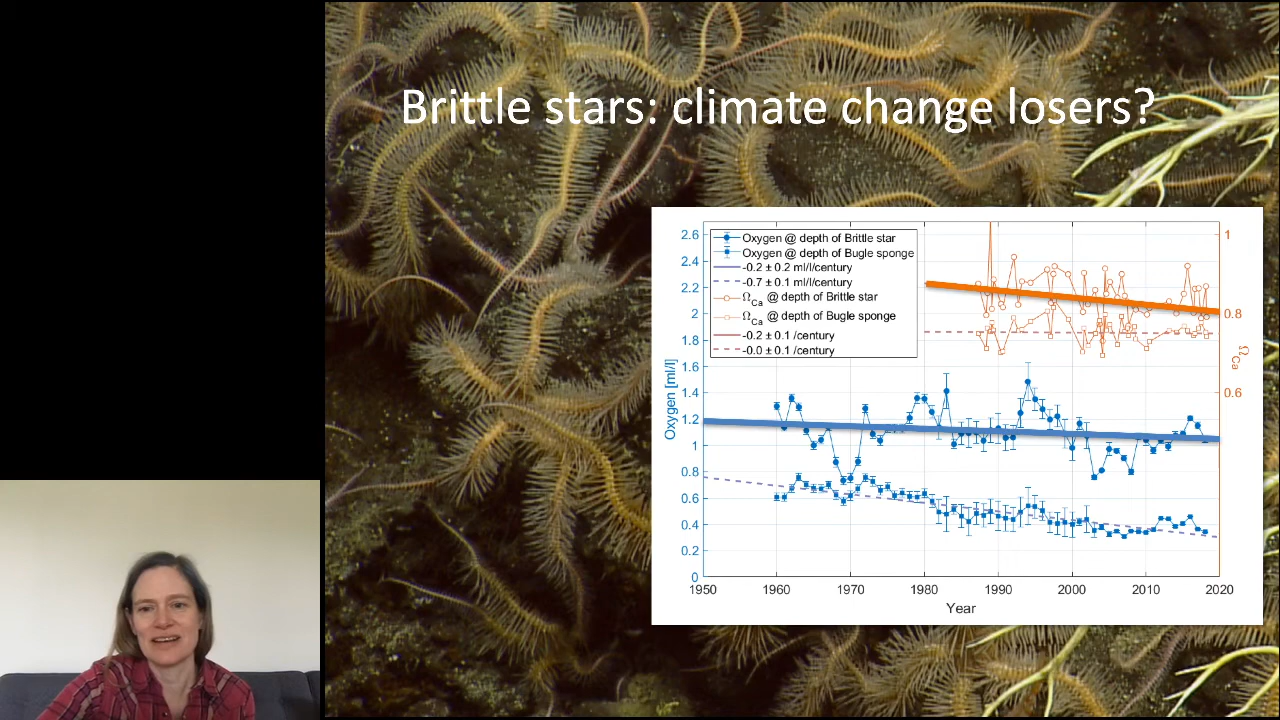 Brittle stars: climate change losers?
Oxygen @ depth of Brittle star
Oxygen @ depth of Bugle sponge
-0.2 ± 0.2 ml/l/century
-0.7 ± 0.1 ml/l/century
Ω_Ca @ depth of Brittle star
Ω_Ca @ depth of Bugle sponge
-0.2 ± 0.1 /century
-0.0 ± 0.1 /century
Oxygen [ml/l]
2.6
2.4
2.2
2
1.8
1.6
1.4
1.2
1
0.8
0.6
0.4
0.2
0
1
0.8
0.6
Ω_Ca
1950 1960 1970 1980 1990 2000 2010 2020
Year